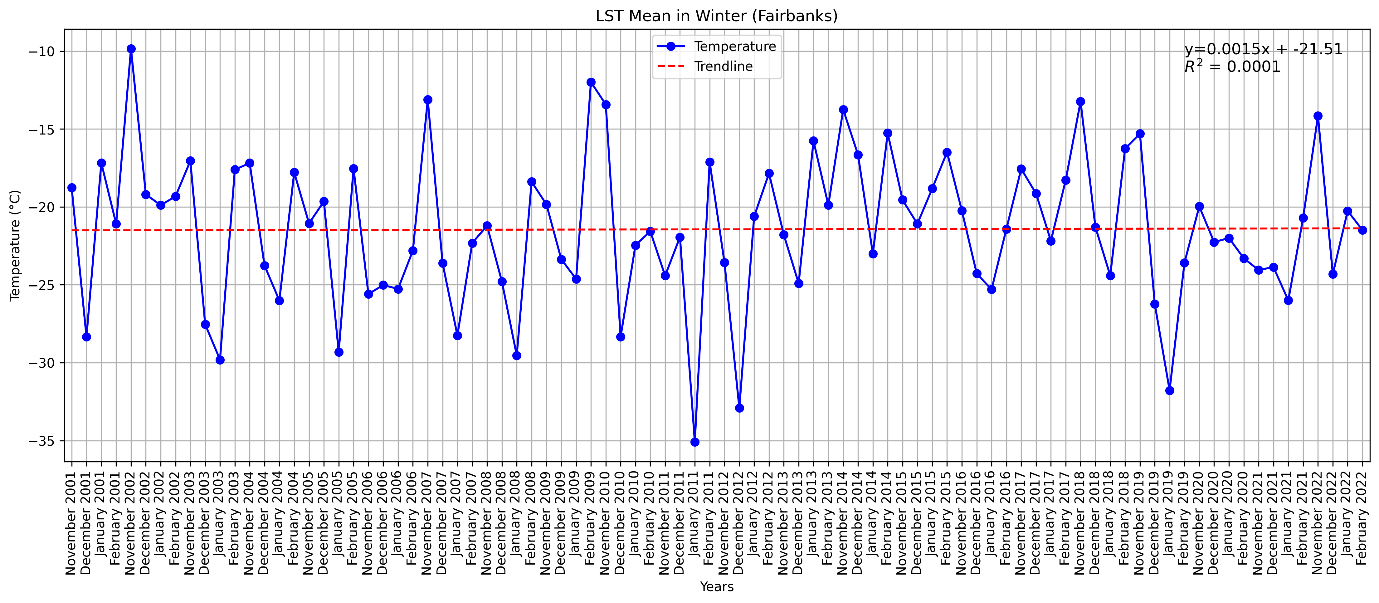 LST Mean in Winter (Fairbanks)
Temperature
Trendline
y=0.0015x + -21.51
R² = 0.0001
Temperature (°C)
−10
−15
−20
−25
−30
−35
November 2001
December 2001
January 2001
February 2001
November 2002
December 2002
January 2002
February 2002
November 2003
December 2003
January 2003
February 2003
November 2004
December 2004
January 2004
February 2004
November 2005
December 2005
January 2005
February 2005
November 2006
December 2006
January 2006
February 2006
November 2007
December 2007
January 2007
February 2007
November 2008
December 2008
January 2008
February 2008
November 2009
December 2009
January 2009
February 2009
November 2010
December 2010
January 2010
February 2010
November 2011
December 2011
January 2011
February 2011
November 2012
December 2012
January 2012
February 2012
November 2013
December 2013
January 2013
February 2013
November 2014
December 2014
January 2014
February 2014
November 2015
December 2015
January 2015
February 2015
November 2016
December 2016
January 2016
February 2016
November 2017
December 2017
January 2017
February 2017
November 2018
December 2018
January 2018
February 2018
November 2019
December 2019
January 2019
February 2019
November 2020
December 2020
January 2020
February 2020
November 2021
December 2021
January 2021
February 2021
November 2022
December 2022
January 2022
February 2022
Years